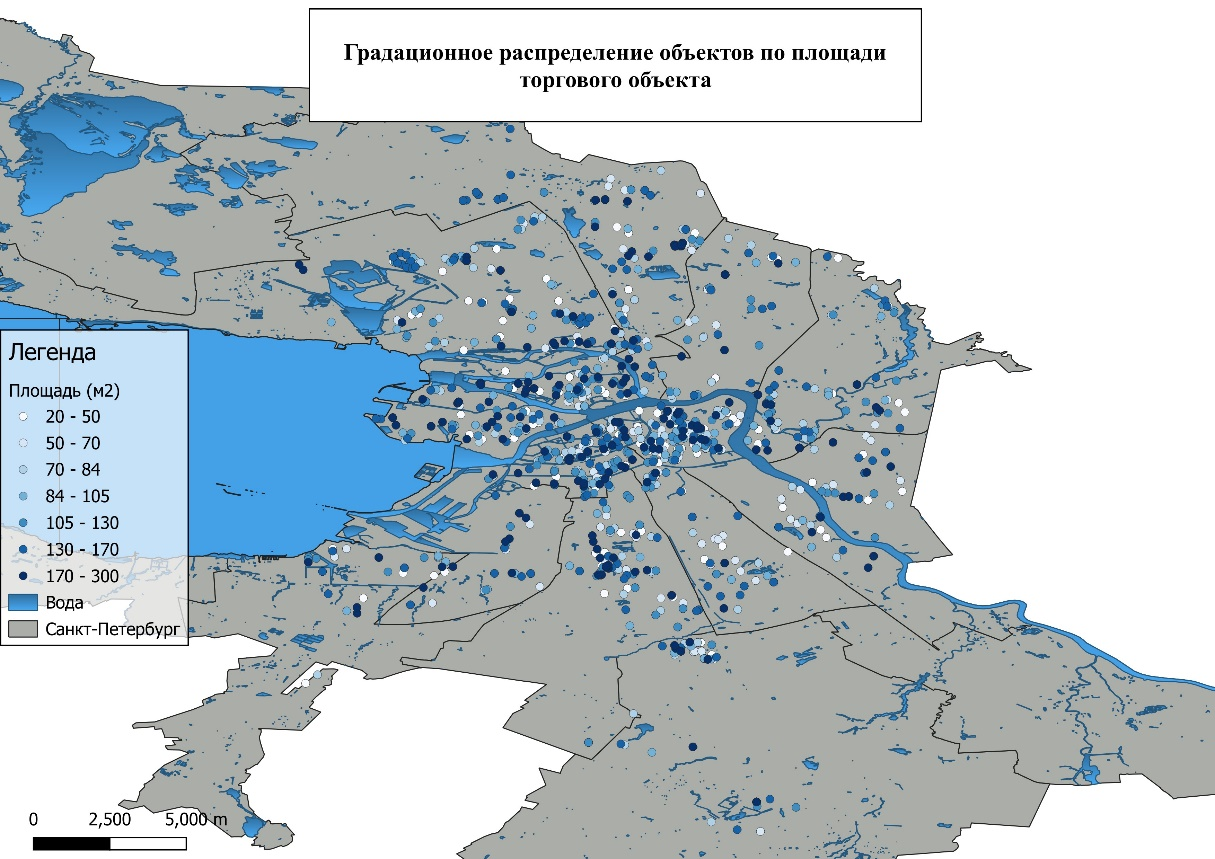 Градационное распределение объектов по площади
торгового объекта
Легенда
Площадь (м2)
20 - 50
50 - 70
70 - 84
84 - 105
105 - 130
130 - 170
170 - 300
Вода
Санкт-Петербург
0 2,500 5,000 m